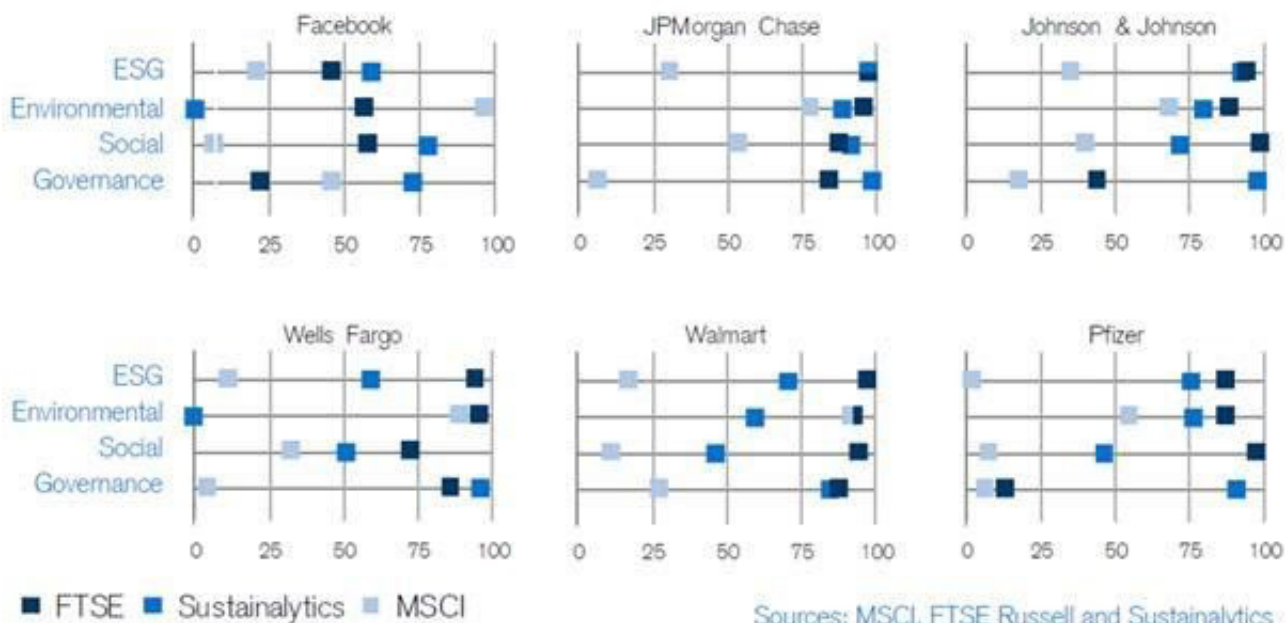 Facebook
JPMorgan Chase
Johnson & Johnson
ESG
Environmental
Social
Governance
0 25 50 75 100
0 25 50 75 100
0 25 50 75 100
Wells Fargo
Walmart
Pfizer
ESG
Environmental
Social
Governance
0 25 50 75 100
0 25 50 75 100
0 25 50 75 100
FTSE Sustainalytics MSCI
Sources: MSCI, FTSE Russell and Sustainalytics